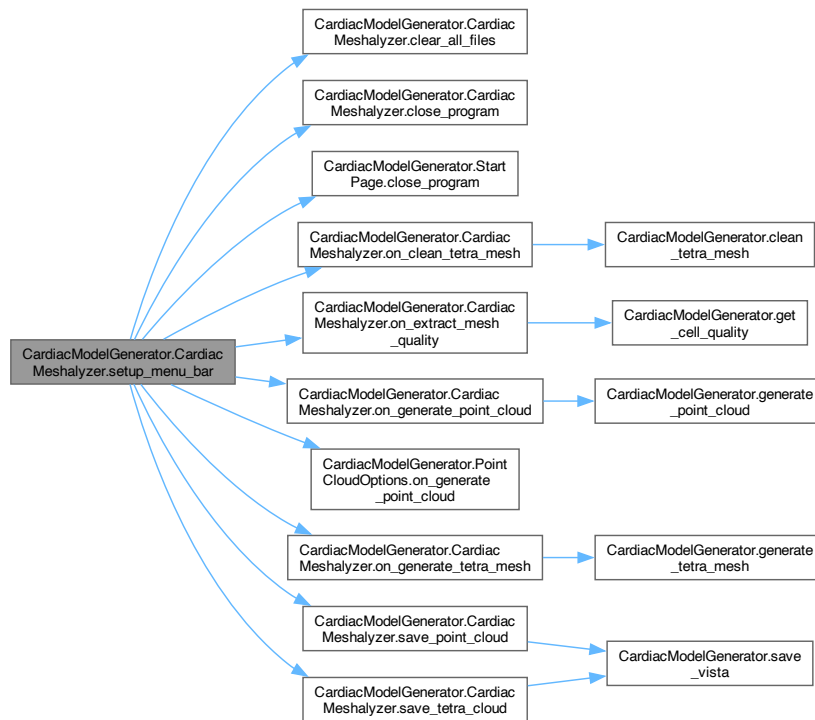 CardiacModelGenerator.Cardiac
Meshalyzer.setup_menu_bar
CardiacModelGenerator.Cardiac
Meshalyzer.clear_all_files
CardiacModelGenerator.Cardiac
Meshalyzer.close_program
CardiacModelGenerator.Start
Page.close_program
CardiacModelGenerator.Cardiac
Meshalyzer.on_clean_tetra_mesh
CardiacModelGenerator.clean
_tetra_mesh
CardiacModelGenerator.Cardiac
Meshalyzer.on_extract_mesh
_quality
CardiacModelGenerator.get
_cell_quality
CardiacModelGenerator.Cardiac
Meshalyzer.on_generate_point_cloud
CardiacModelGenerator.generate
_point_cloud
CardiacModelGenerator.Point
CloudOptions.on_generate
_point_cloud
CardiacModelGenerator.Cardiac
Meshalyzer.on_generate_tetra_mesh
CardiacModelGenerator.generate
_tetra_mesh
CardiacModelGenerator.Cardiac
Meshalyzer.save_point_cloud
CardiacModelGenerator.save
_vista
CardiacModelGenerator.Cardiac
Meshalyzer.save_tetra_cloud